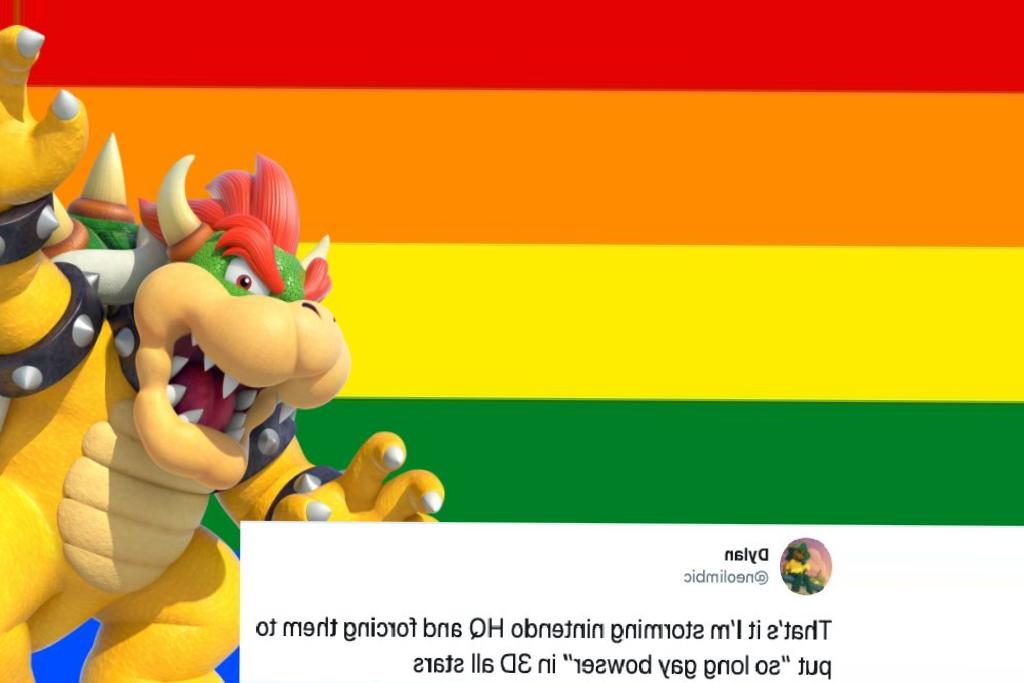 Dylan
@neolimbic
That's it I'm storming nintendo HQ and forcing them to
put "so long gay bowser" in 3D all stars